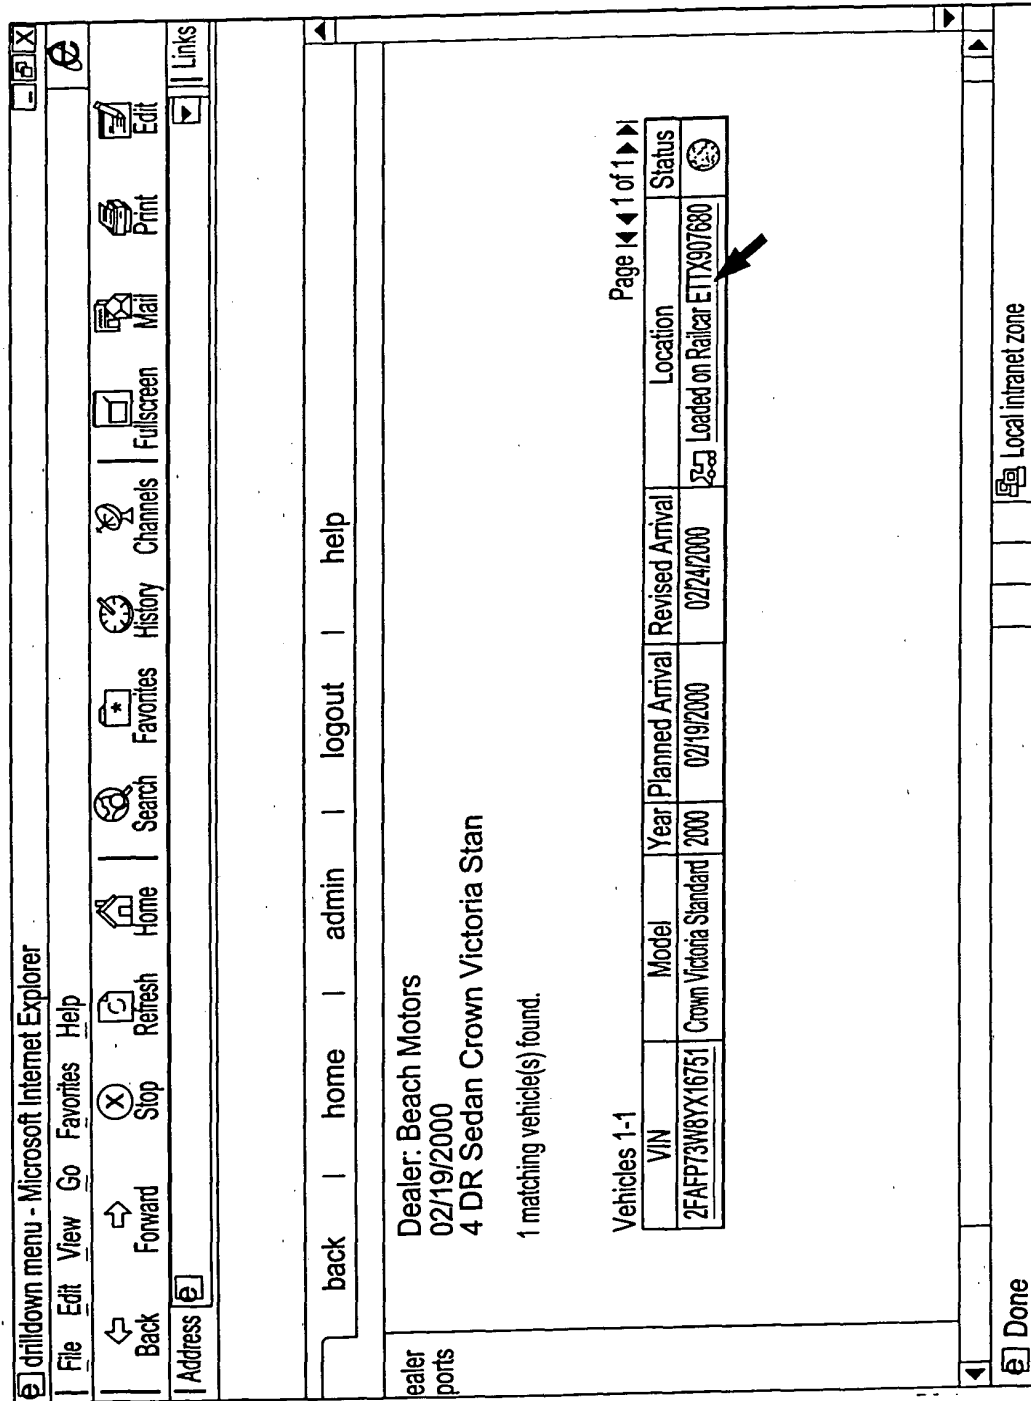 drilldown menu - Microsoft Internet Explorer
File Edit View Go Favorites Help
Back Forward Stop Refresh Home Search Favorites History Channels Fullscreen Mail Print Edit
Address Links
back | home | admin | logout | help
ealer
ports
Dealer: Beach Motors
02/19/2000
4 DR Sedan Crown Victoria Stan
1 matching vehicle(s) found.
Vehicles 1-1 Page 1 of 1
VIN Model Year Planned Arrival Revised Arrival Location Status
2FAFP73W8YX16751 Crown Victoria Standard 2000 02/19/2000 02/24/2000 Loaded on Railcar ETTX907680
Done Local intranet zone